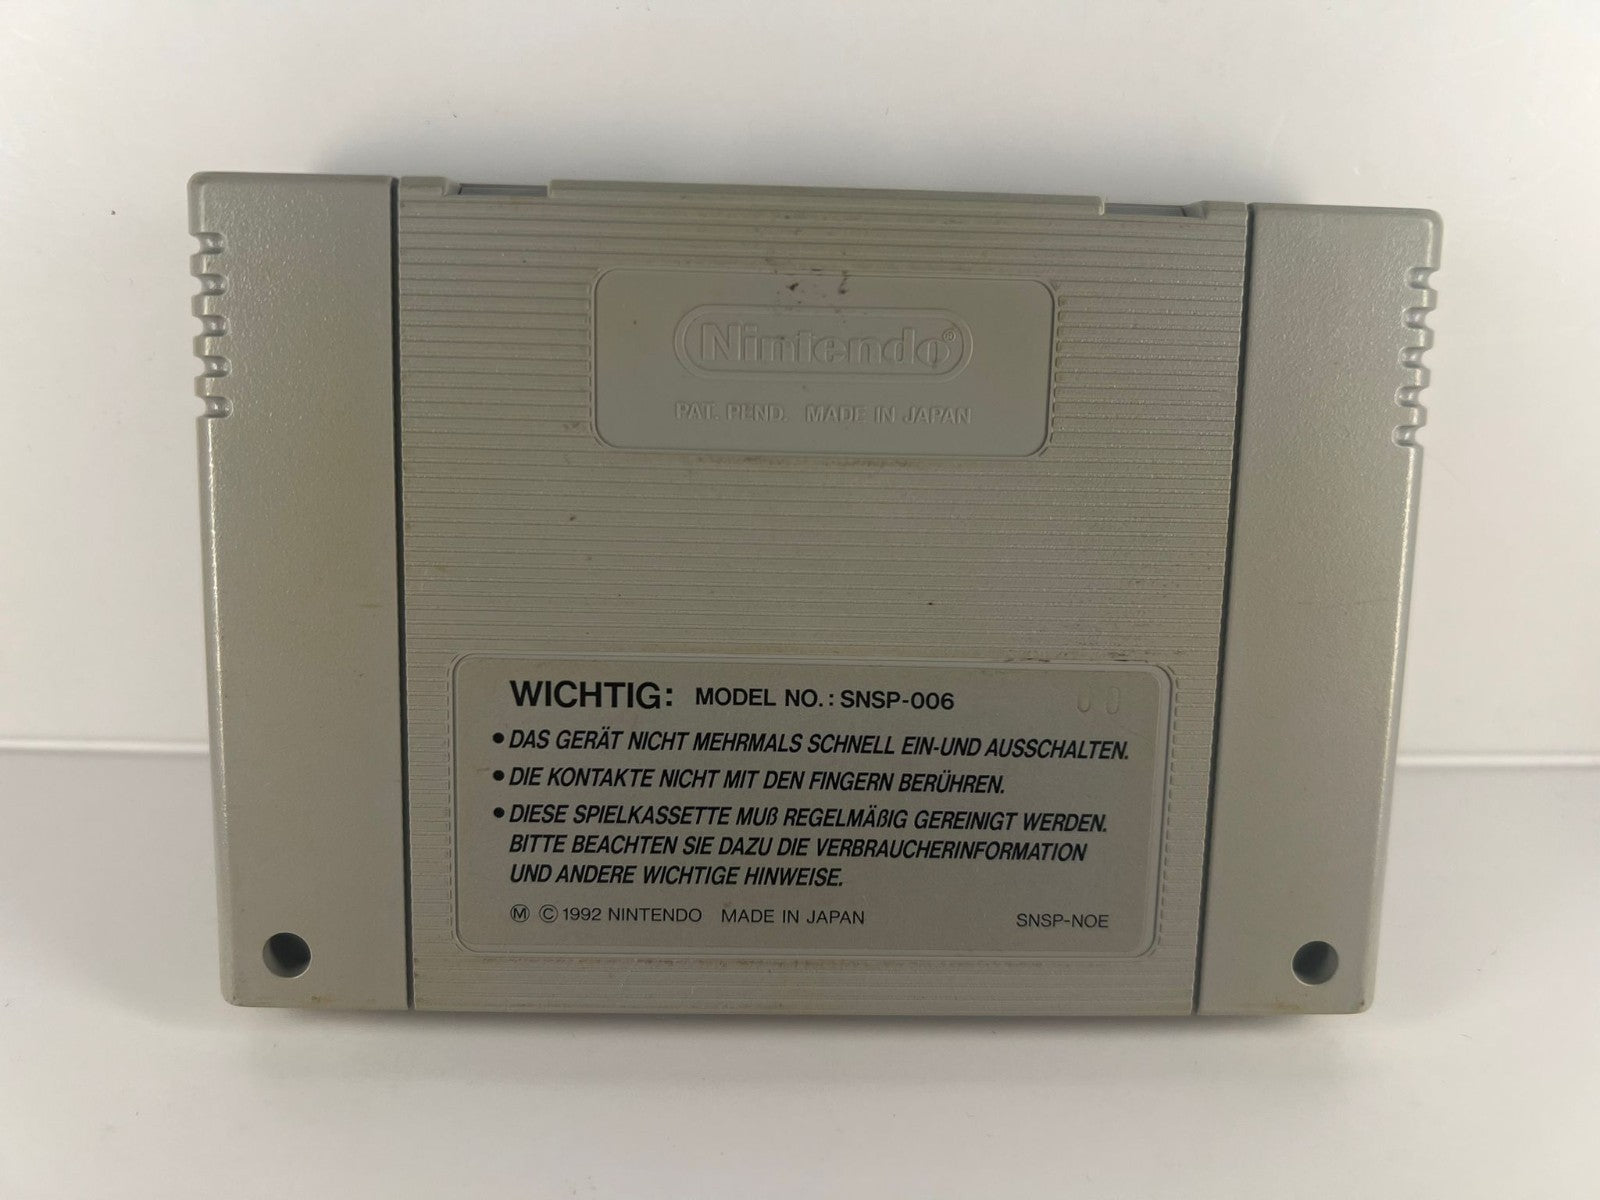 Nintendo®
PAT. PEND. MADE IN JAPAN
WICHTIG: MODEL NO.: SNSP-006
• DAS GERÄT NICHT MEHRMALS SCHNELL EIN-UND AUSSCHALTEN.
• DIE KONTAKTE NICHT MIT DEN FINGERN BERÜHREN.
• DIESE SPIELKASSETTE MUß REGELMÄßIG GEREINIGT WERDEN.
BITTE BEACHTEN SIE DAZU DIE VERBRAUCHERINFORMATION
UND ANDERE WICHTIGE HINWEISE.
Ⓜ © 1992 NINTENDO MADE IN JAPAN SNSP-NOE